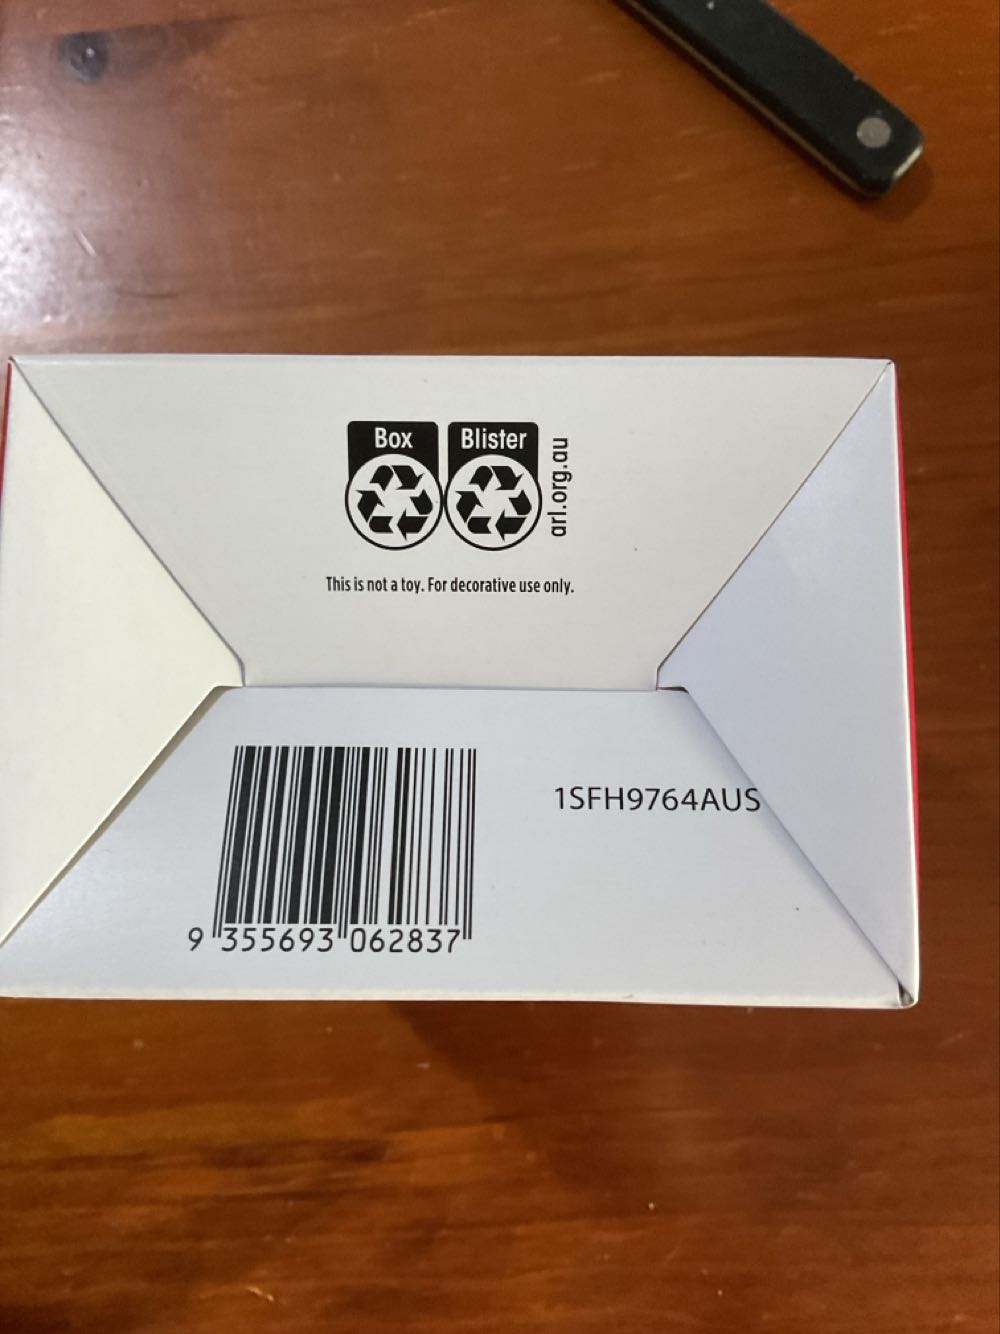 Box Blister
arl.org.au
This is not a toy. For decorative use only.
1SFH9764AUS
9 355693 062837